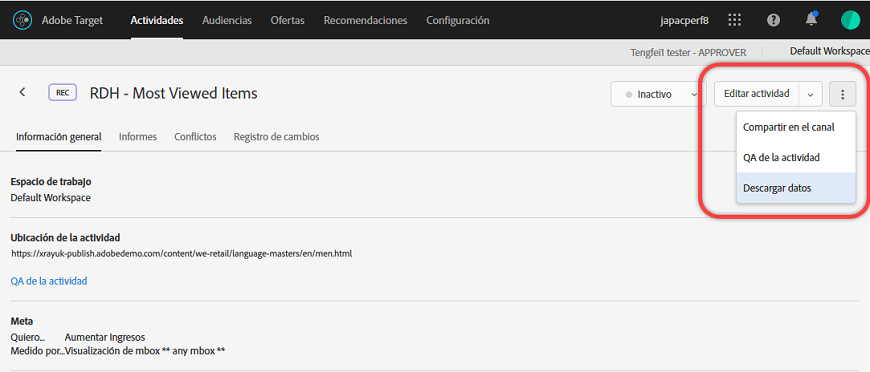 Adobe Target Actividades Audiencias Ofertas Recomendaciones Configuración japacperf8
Tengfei1 tester - APPROVER Default Workspace
REC RDH - Most Viewed Items Inactivo Editar actividad
Compartir en el canal
QA de la actividad
Descargar datos
Información general Informes Conflictos Registro de cambios
Espacio de trabajo
Default Workspace
Ubicación de la actividad
https://xrayuk-publish.adobedemo.com/content/we-retail/language-masters/en/men.html
QA de la actividad
Meta
Quiero... Aumentar Ingresos
Medido por...Visualización de mbox ** any mbox **